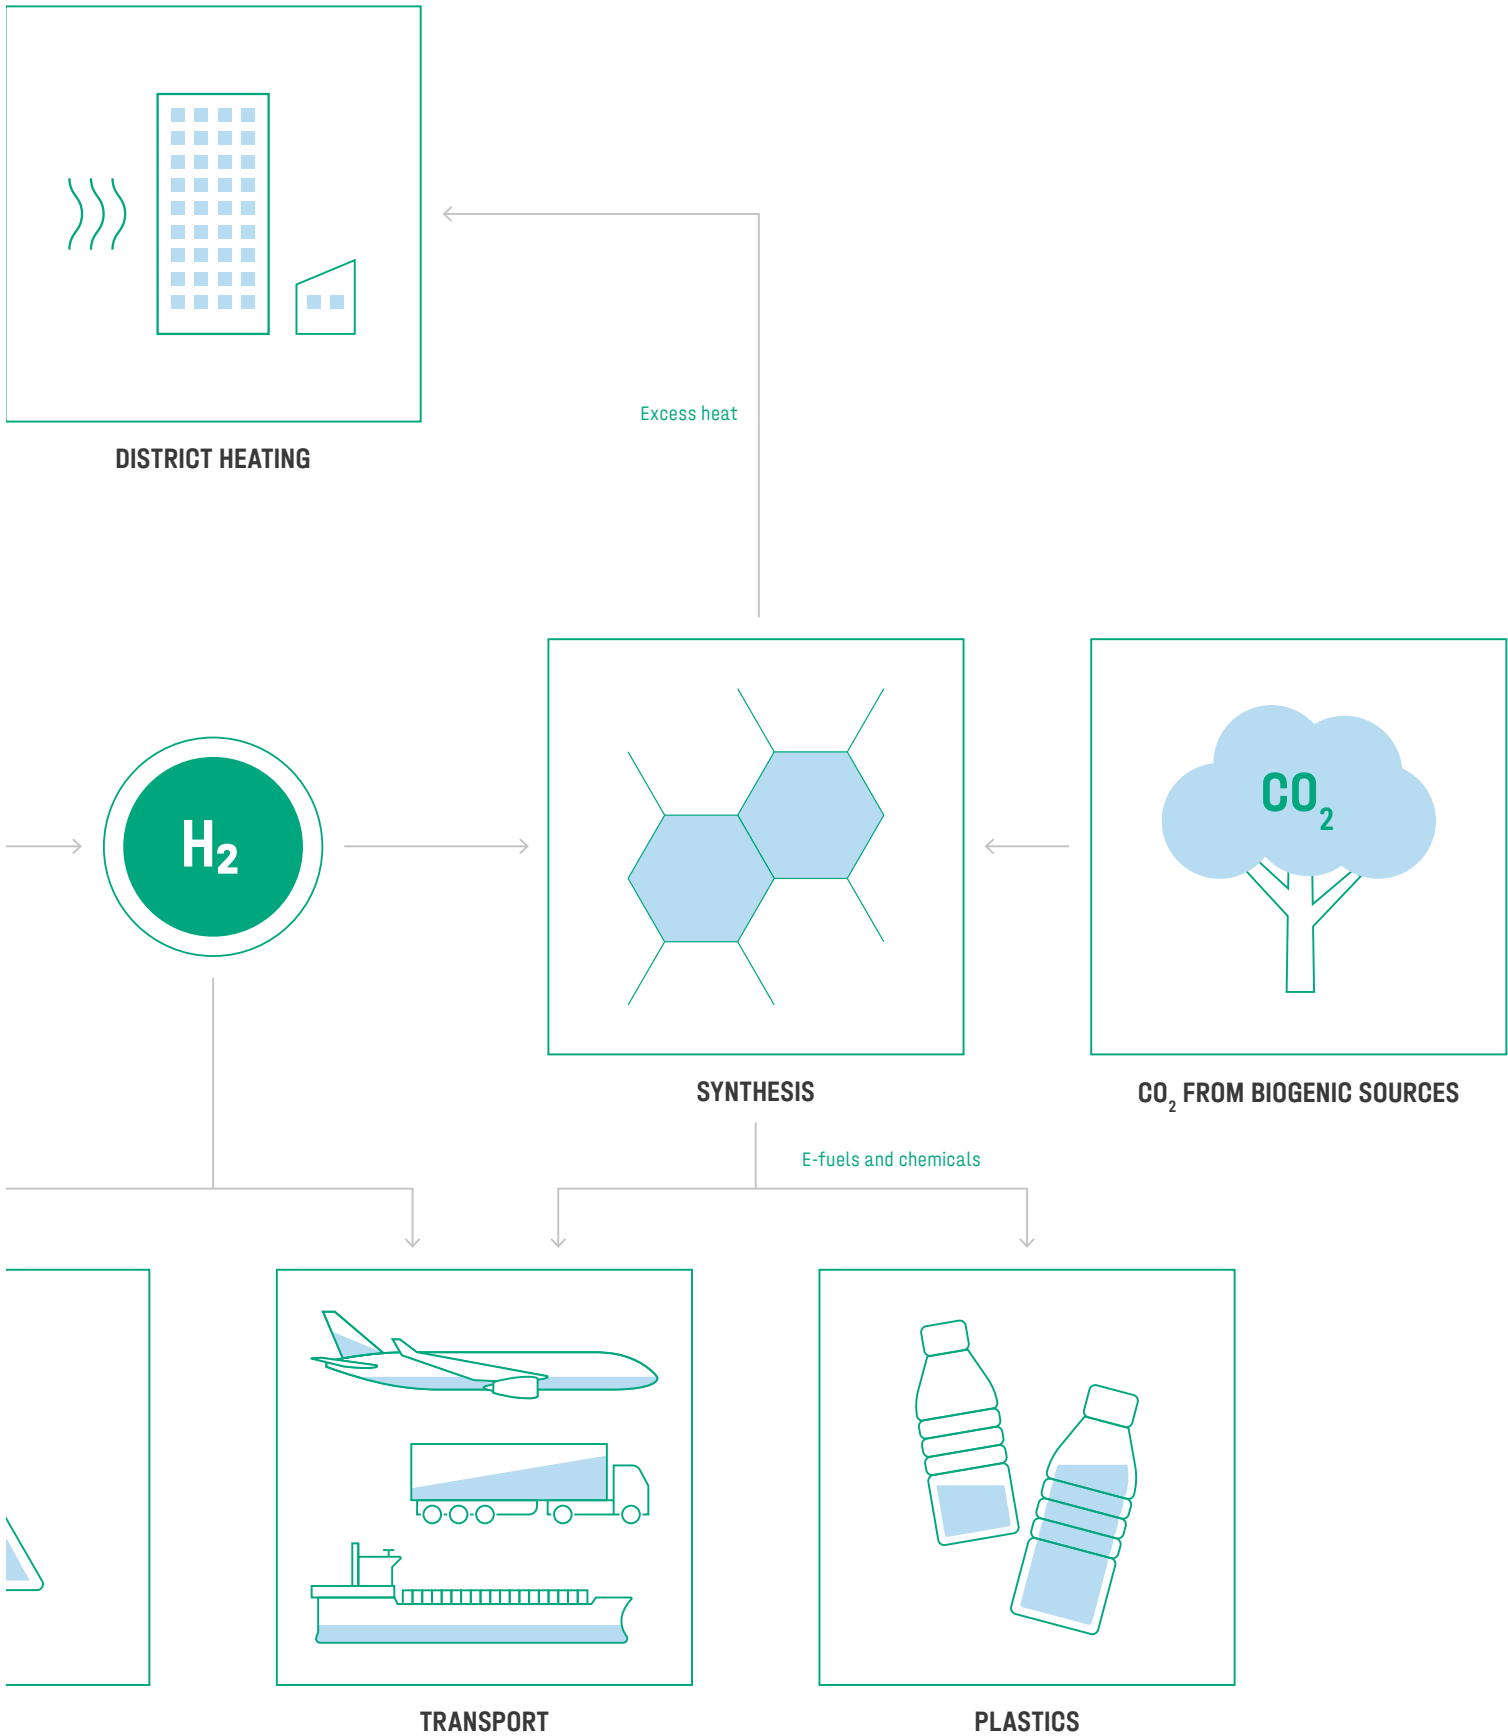 DISTRICT HEATING
Excess heat
H₂
CO₂
SYNTHESIS
CO₂ FROM BIOGENIC SOURCES
E-fuels and chemicals
TRANSPORT
PLASTICS